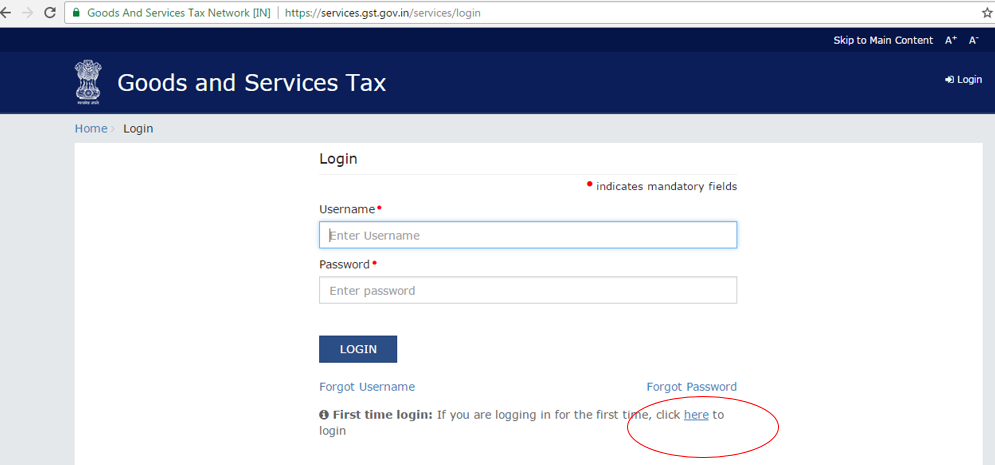 Goods And Services Tax Network [IN] | https://services.gst.gov.in/services/login
Skip to Main Content A+ A-
Goods and Services Tax
Login
Home Login
Login
• indicates mandatory fields
Username•
Enter Username
Password•
Enter password
LOGIN
Forgot Username Forgot Password
First time login: If you are logging in for the first time, click here to
login